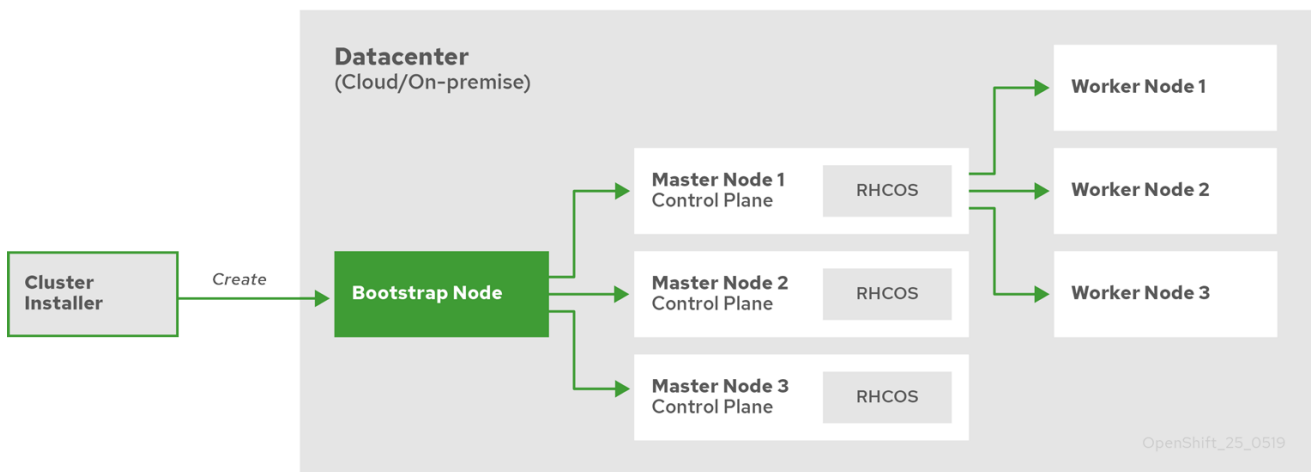 Datacenter
(Cloud/On-premise)
Cluster
Installer
Create
Bootstrap Node
Master Node 1
Control Plane
RHCOS
Master Node 2
Control Plane
RHCOS
Master Node 3
Control Plane
RHCOS
Worker Node 1
Worker Node 2
Worker Node 3
OpenShift_25_0519